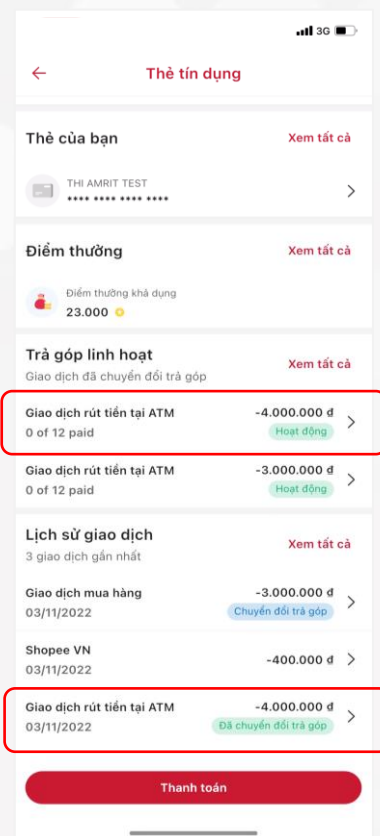 3G
Thẻ tín dụng
Thẻ của bạn
Xem tất cả
THI AMRIT TEST
**** **** **** ****
Điểm thưởng
Xem tất cả
Điểm thưởng khả dụng
23.000
Trả góp linh hoạt
Xem tất cả
Giao dịch đã chuyển đổi trả góp
Giao dịch rút tiền tại ATM
-4.000.000 đ
0 of 12 paid
Hoạt động
Giao dịch rút tiền tại ATM
-3.000.000 đ
0 of 12 paid
Hoạt động
Lịch sử giao dịch
Xem tất cả
3 giao dịch gần nhất
Giao dịch mua hàng
-3.000.000 đ
03/11/2022
Chuyển đổi trả góp
Shopee VN
-400.000 đ
03/11/2022
Giao dịch rút tiền tại ATM
-4.000.000 đ
03/11/2022
Đã chuyển đổi trả góp
Thanh toán